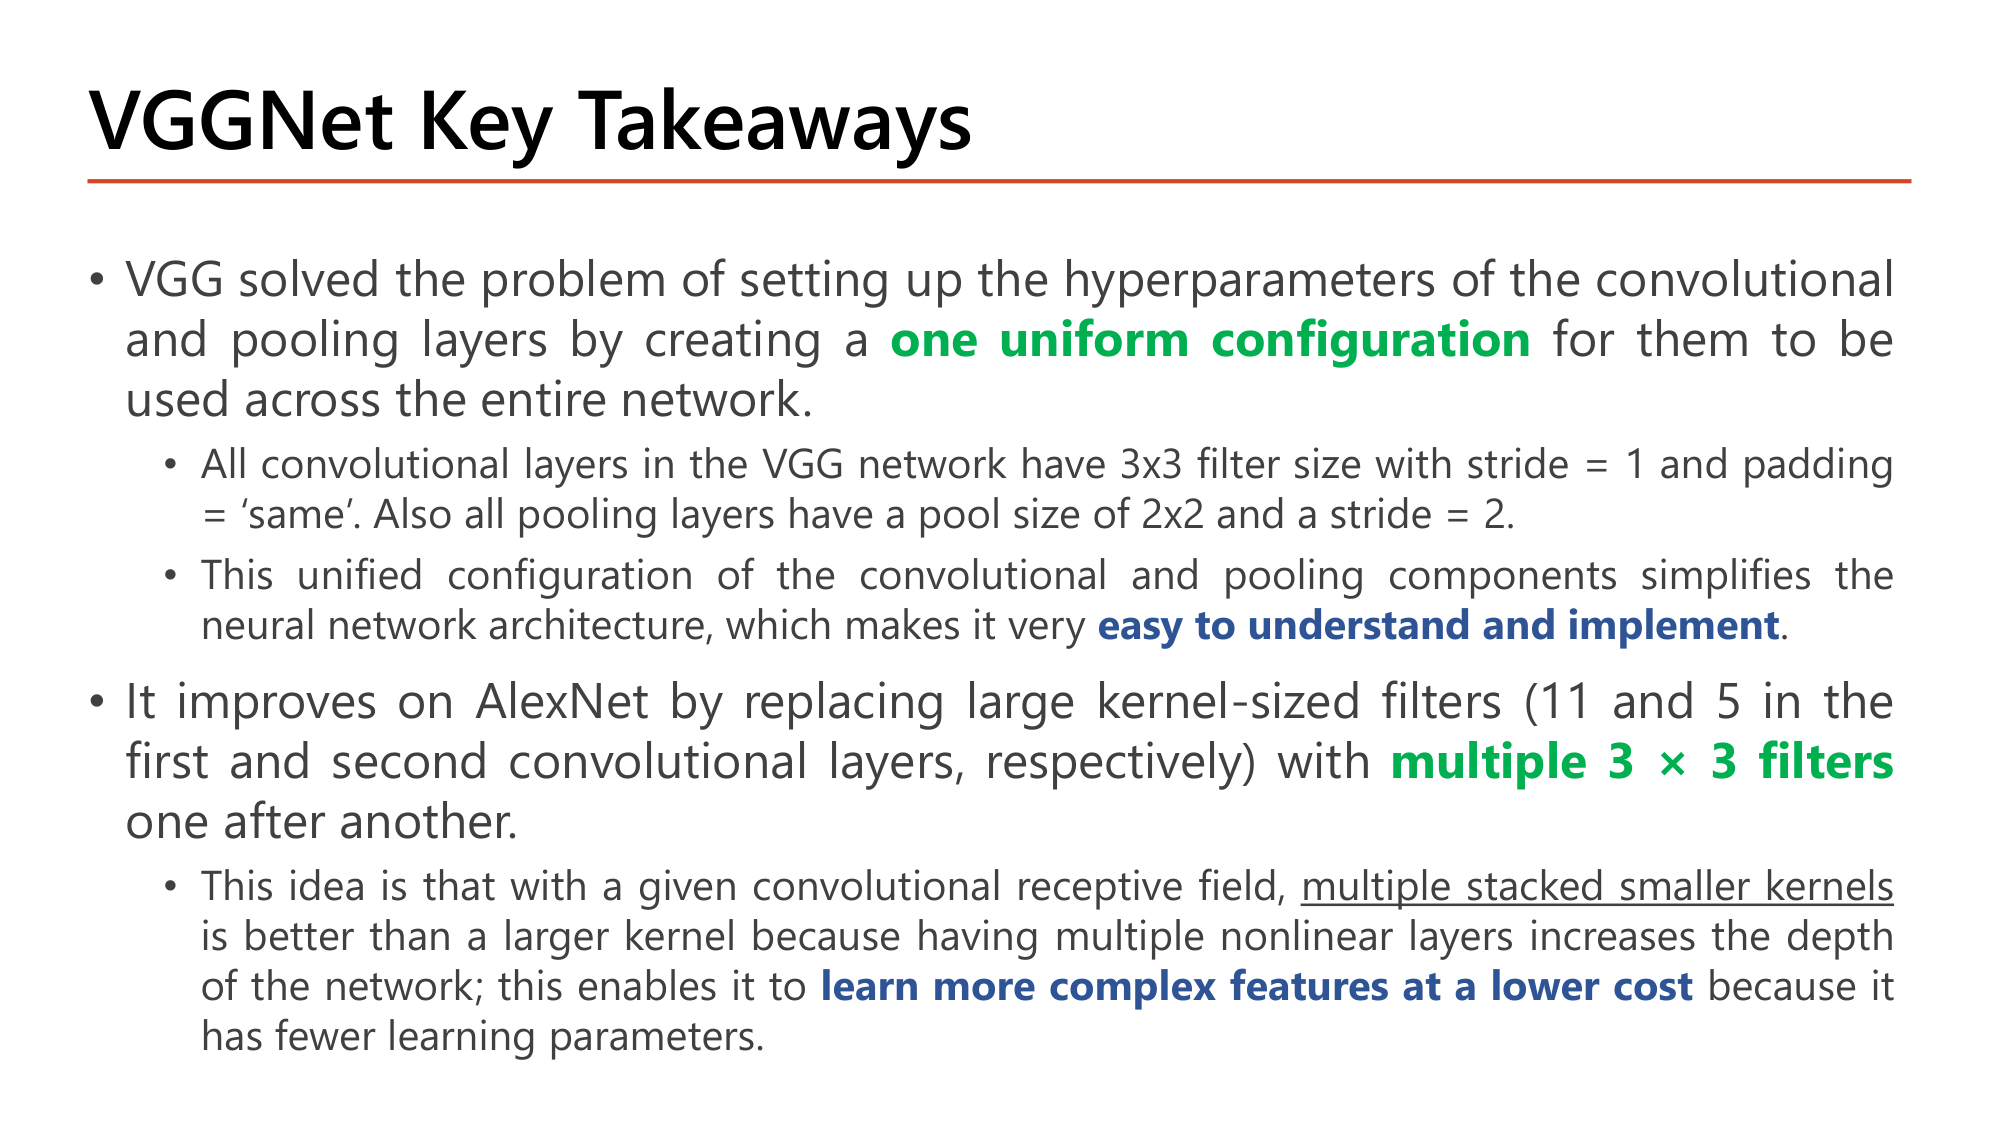 VGGNet Key Takeaways
• VGG solved the problem of setting up the hyperparameters of the convolutional
and pooling layers by creating a one uniform configuration for them to be
used across the entire network.
• All convolutional layers in the VGG network have 3x3 filter size with stride = 1 and padding
= ‘same’. Also all pooling layers have a pool size of 2x2 and a stride = 2.
• This unified configuration of the convolutional and pooling components simplifies the
neural network architecture, which makes it very easy to understand and implement.
• It improves on AlexNet by replacing large kernel-sized filters (11 and 5 in the
first and second convolutional layers, respectively) with multiple 3 × 3 filters
one after another.
• This idea is that with a given convolutional receptive field, multiple stacked smaller kernels
is better than a larger kernel because having multiple nonlinear layers increases the depth
of the network; this enables it to learn more complex features at a lower cost because it
has fewer learning parameters.